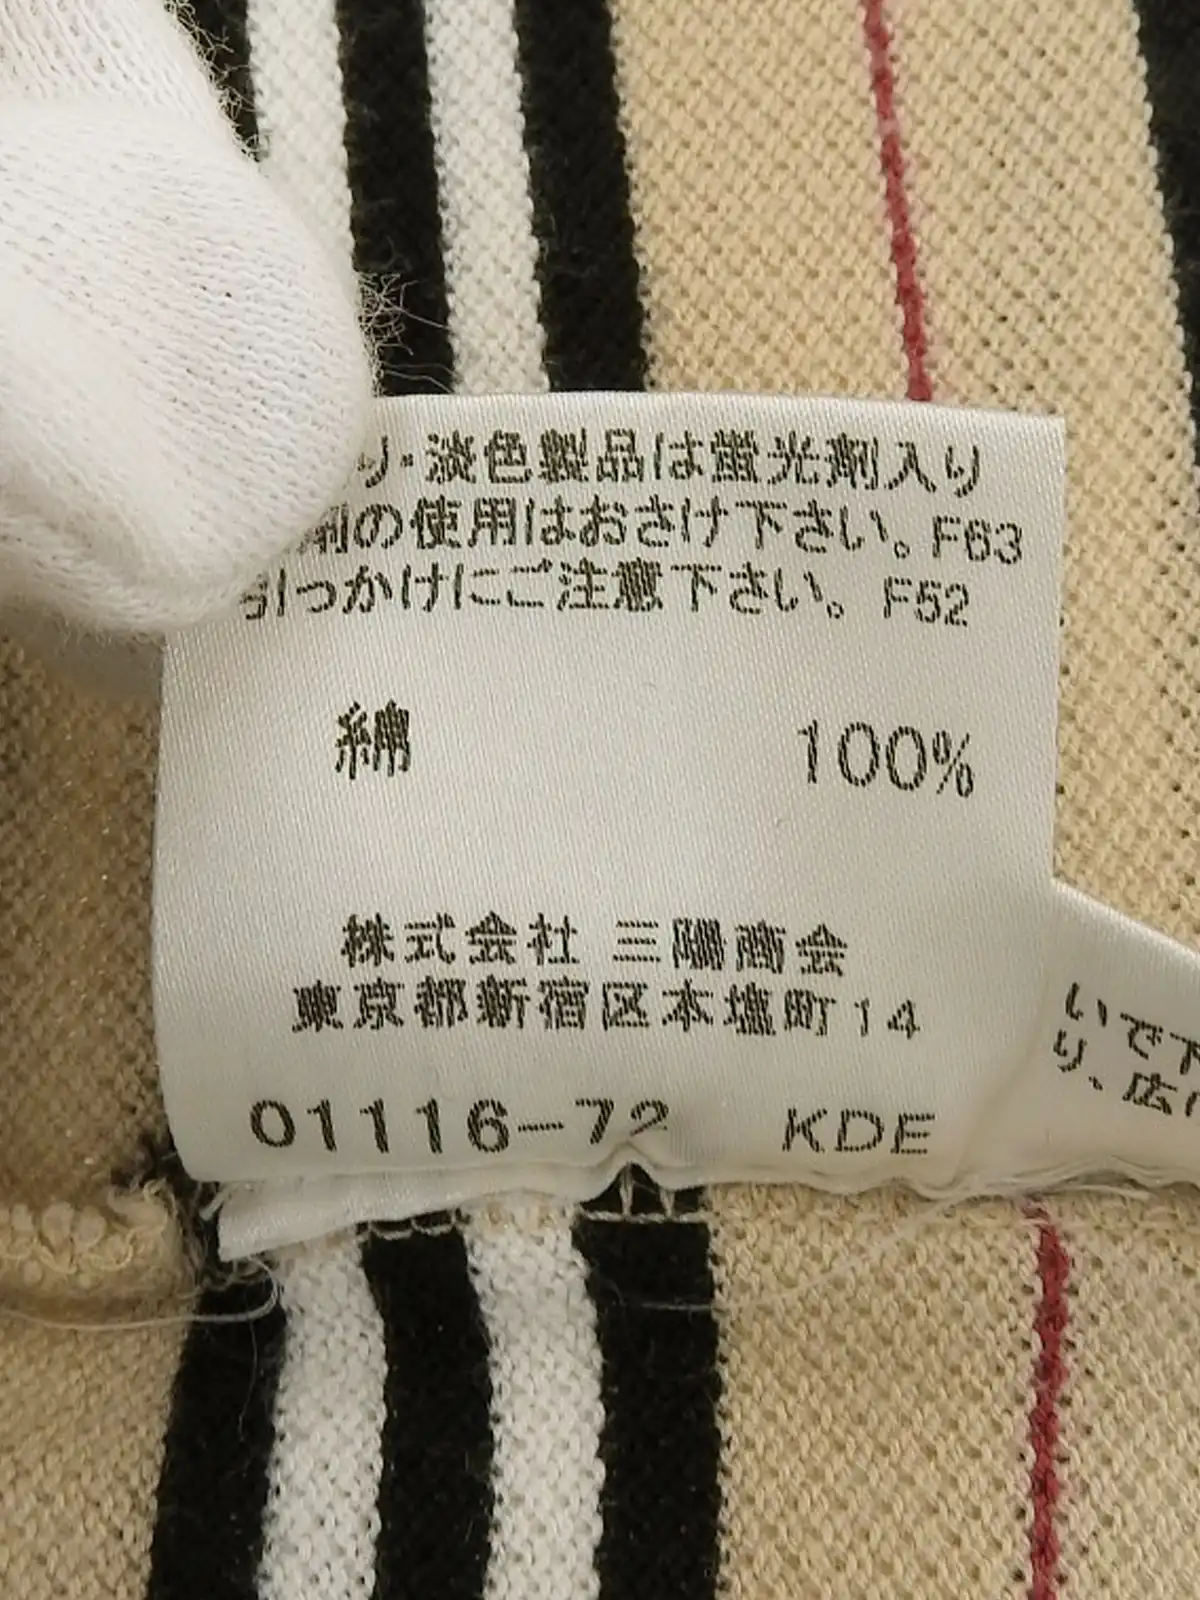 り・淡色製品は蛍光剤入り
剤の使用はおさけ下さい。F63
引っかけにご注意下さい。 F52
綿 100%
株式会社 三陽商会
東京都新宿区本塩町14
01116-72 KDE
いで下
り、広